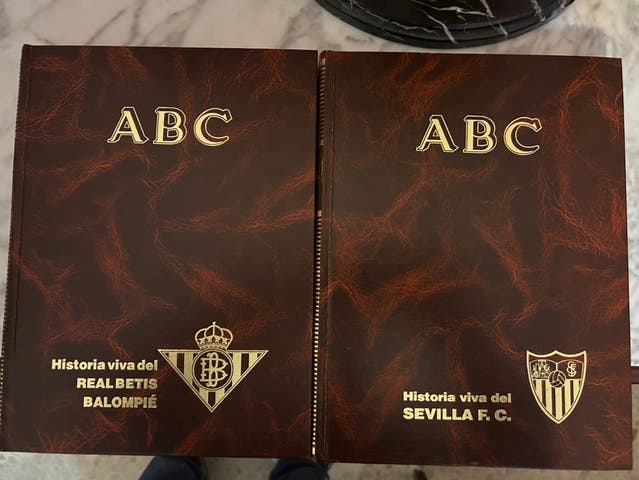 ABC
Historia viva del
REAL BETIS
BALOMPIÉ
ABC
Historia viva del
SEVILLA F. C.